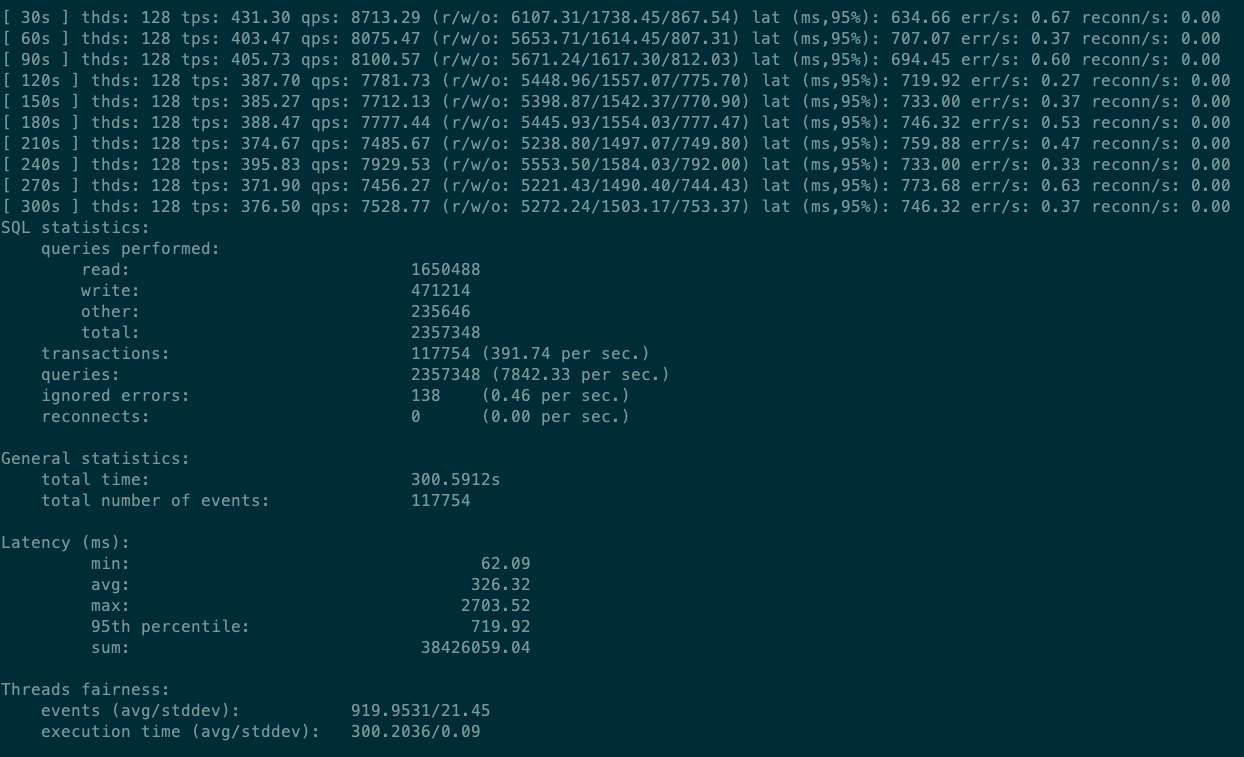 [ 30s ] thds: 128 tps: 431.30 qps: 8713.29 (r/w/o: 6107.31/1738.45/867.54) lat (ms,95%): 634.66 err/s: 0.67 reconn/s: 0.00
[ 60s ] thds: 128 tps: 403.47 qps: 8075.47 (r/w/o: 5653.71/1614.45/807.31) lat (ms,95%): 707.07 err/s: 0.37 reconn/s: 0.00
[ 90s ] thds: 128 tps: 405.73 qps: 8100.57 (r/w/o: 5671.24/1617.30/812.03) lat (ms,95%): 694.45 err/s: 0.60 reconn/s: 0.00
[ 120s ] thds: 128 tps: 387.70 qps: 7781.73 (r/w/o: 5448.96/1557.07/775.70) lat (ms,95%): 719.92 err/s: 0.27 reconn/s: 0.00
[ 150s ] thds: 128 tps: 385.27 qps: 7712.13 (r/w/o: 5398.87/1542.37/770.90) lat (ms,95%): 733.00 err/s: 0.37 reconn/s: 0.00
[ 180s ] thds: 128 tps: 388.47 qps: 7777.44 (r/w/o: 5445.93/1554.03/777.47) lat (ms,95%): 746.32 err/s: 0.53 reconn/s: 0.00
[ 210s ] thds: 128 tps: 374.67 qps: 7485.67 (r/w/o: 5238.80/1497.07/749.80) lat (ms,95%): 759.88 err/s: 0.47 reconn/s: 0.00
[ 240s ] thds: 128 tps: 395.83 qps: 7929.53 (r/w/o: 5553.50/1584.03/792.00) lat (ms,95%): 733.00 err/s: 0.33 reconn/s: 0.00
[ 270s ] thds: 128 tps: 371.90 qps: 7456.27 (r/w/o: 5221.43/1490.40/744.43) lat (ms,95%): 773.68 err/s: 0.63 reconn/s: 0.00
[ 300s ] thds: 128 tps: 376.50 qps: 7528.77 (r/w/o: 5272.24/1503.17/753.37) lat (ms,95%): 746.32 err/s: 0.37 reconn/s: 0.00
SQL statistics:
queries performed:
read: 1650488
write: 471214
other: 235646
total: 2357348
transactions: 117754 (391.74 per sec.)
queries: 2357348 (7842.33 per sec.)
ignored errors: 138 (0.46 per sec.)
reconnects: 0 (0.00 per sec.)
General statistics:
total time: 300.5912s
total number of events: 117754
Latency (ms):
min: 62.09
avg: 326.32
max: 2703.52
95th percentile: 719.92
sum: 38426059.04
Threads fairness:
events (avg/stddev): 919.9531/21.45
execution time (avg/stddev): 300.2036/0.09